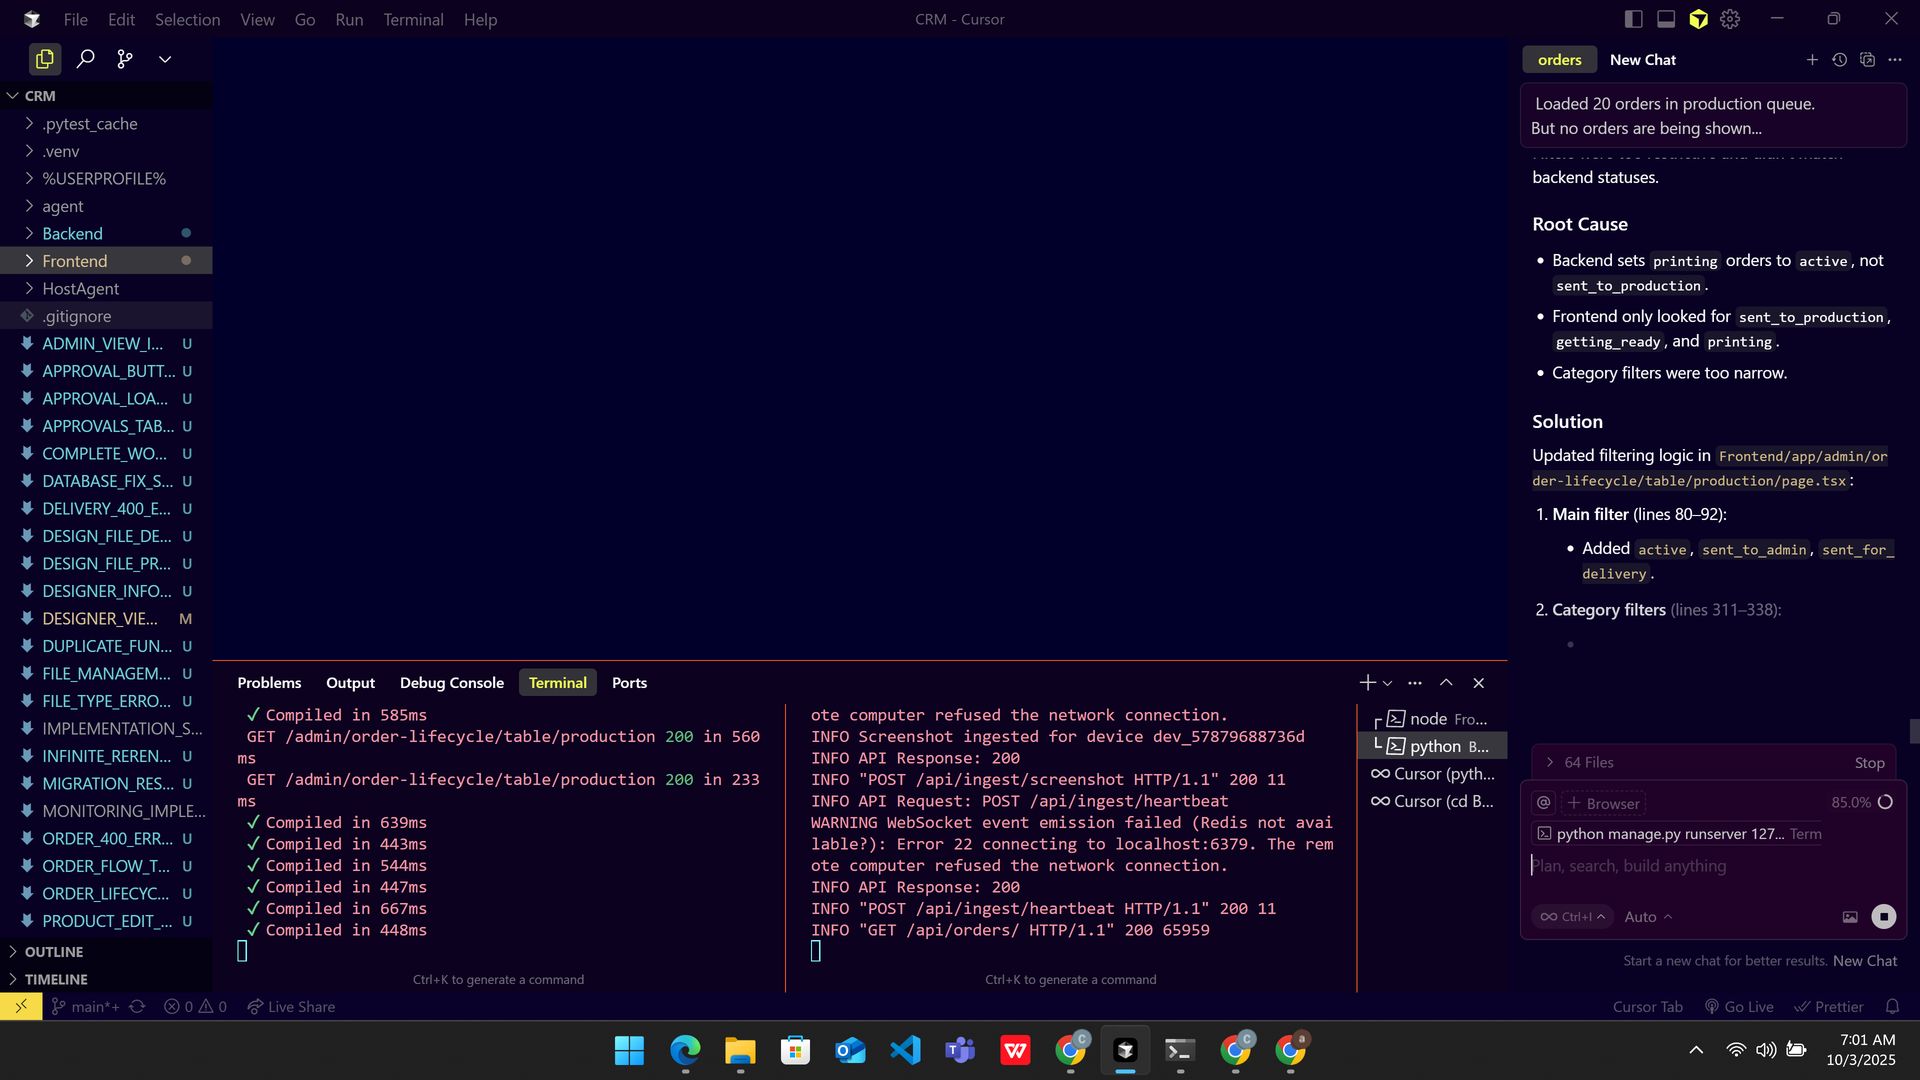 File Edit Selection View Go Run Terminal Help
CRM - Cursor
CRM
.pytest_cache
.venv
%USERPROFILE%
agent
Backend
Frontend
HostAgent
.gitignore
ADMIN_VIEW_I... U
APPROVAL_BUTT... U
APPROVAL_LOA... U
APPROVALS_TAB... U
COMPLETE_WO... U
DATABASE_FIX_S... U
DELIVERY_400_E... U
DESIGN_FILE_DE... U
DESIGN_FILE_PR... U
DESIGNER_INFO... U
DESIGNER_VIE... M
DUPLICATE_FUN... U
FILE_MANAGEM... U
FILE_TYPE_ERRO... U
IMPLEMENTATION_S...
INFINITE_REREN... U
MIGRATION_RES... U
MONITORING_IMPLE...
ORDER_400_ERR... U
ORDER_FLOW_T... U
ORDER_LIFECYC... U
PRODUCT_EDIT_... U
OUTLINE
TIMELINE
Problems Output Debug Console Terminal Ports
✓ Compiled in 585ms
GET /admin/order-lifecycle/table/production 200 in 560
ms
GET /admin/order-lifecycle/table/production 200 in 233
ms
✓ Compiled in 639ms
✓ Compiled in 443ms
✓ Compiled in 544ms
✓ Compiled in 447ms
✓ Compiled in 667ms
✓ Compiled in 448ms
Ctrl+K to generate a command
ote computer refused the network connection.
INFO Screenshot ingested for device dev_57879688736d
INFO API Response: 200
INFO "POST /api/ingest/screenshot HTTP/1.1" 200 11
INFO API Request: POST /api/ingest/heartbeat
WARNING WebSocket event emission failed (Redis not avai
lable?): Error 22 connecting to localhost:6379. The rem
ote computer refused the network connection.
INFO API Response: 200
INFO "POST /api/ingest/heartbeat HTTP/1.1" 200 11
INFO "GET /api/orders/ HTTP/1.1" 200 65959
Ctrl+K to generate a command
node Fro...
python B...
Cursor (pyth...
Cursor (cd B...
orders New Chat
Loaded 20 orders in production queue.
But no orders are being shown...
backend statuses.
Root Cause
• Backend sets printing orders to active, not
sent_to_production.
• Frontend only looked for sent_to_production,
getting_ready, and printing.
• Category filters were too narrow.
Solution
Updated filtering logic in Frontend/app/admin/or
der-lifecycle/table/production/page.tsx:
1. Main filter (lines 80–92):
• Added active, sent_to_admin, sent_for_
delivery.
2. Category filters (lines 311–338):
64 Files Stop
@ + Browser 85.0%
python manage.py runserver 127... Term
Plan, search, build anything
Ctrl+I Auto
Start a new chat for better results. New Chat
main*+ 0 0 Live Share
Cursor Tab Go Live Prettier
7:01 AM
10/3/2025